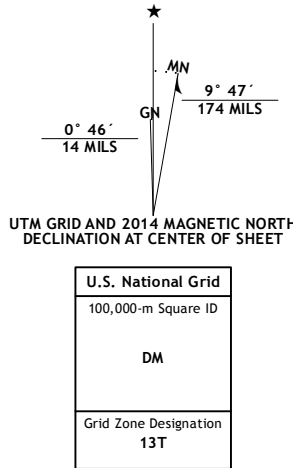 MN
9° 47´
174 MILS
GN
0° 46´
14 MILS
UTM GRID AND 2014 MAGNETIC NORTH
DECLINATION AT CENTER OF SHEET
U.S. National Grid
100,000-m Square ID
DM
Grid Zone Designation
13T